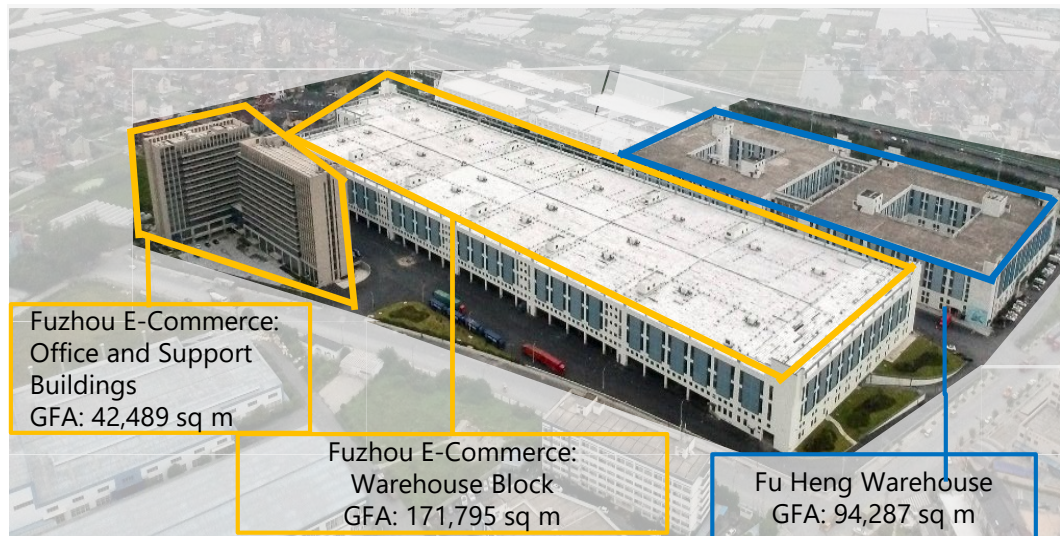 Fuzhou E-Commerce:
Office and Support
Buildings
GFA: 42,489 sq m
Fuzhou E-Commerce:
Warehouse Block
GFA: 171,795 sq m
Fu Heng Warehouse
GFA: 94,287 sq m